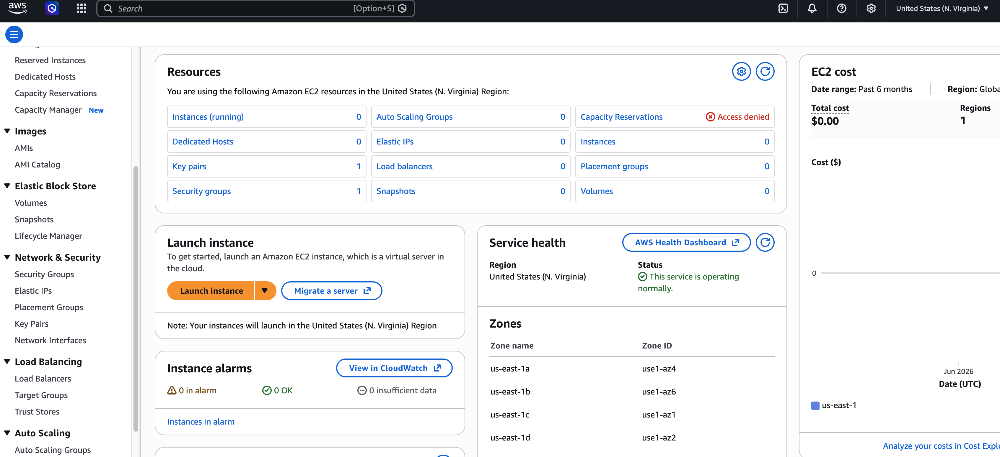 aws
Search
[Option+S]
United States (N. Virginia)
Reserved Instances
Dedicated Hosts
Capacity Reservations
Capacity Manager New
Images
AMIs
AMI Catalog
Elastic Block Store
Volumes
Snapshots
Lifecycle Manager
Network & Security
Security Groups
Elastic IPs
Placement Groups
Key Pairs
Network Interfaces
Load Balancing
Load Balancers
Target Groups
Trust Stores
Auto Scaling
Auto Scaling Groups
Resources
You are using the following Amazon EC2 resources in the United States (N. Virginia) Region:
Instances (running) 0
Auto Scaling Groups 0
Capacity Reservations Access denied
Dedicated Hosts 0
Elastic IPs 0
Instances 0
Key pairs 1
Load balancers 0
Placement groups 0
Security groups 1
Snapshots 0
Volumes 0
Launch instance
To get started, launch an Amazon EC2 instance, which is a virtual server in
the cloud.
Launch instance
Migrate a server
Note: Your instances will launch in the United States (N. Virginia) Region
Instance alarms
View in CloudWatch
0 in alarm
0 OK
0 insufficient data
Instances in alarm
Service health
AWS Health Dashboard
Region
United States (N. Virginia)
Status
This service is operating
normally.
Zones
Zone name Zone ID
us-east-1a use1-az4
us-east-1b use1-az6
us-east-1c use1-az1
us-east-1d use1-az2
EC2 cost
Date range: Past 6 months
Region: Globa
Total cost
$0.00
Regions
1
Cost ($)
0
Jun 2026
Date (UTC)
us-east-1
Analyze your costs in Cost Explo